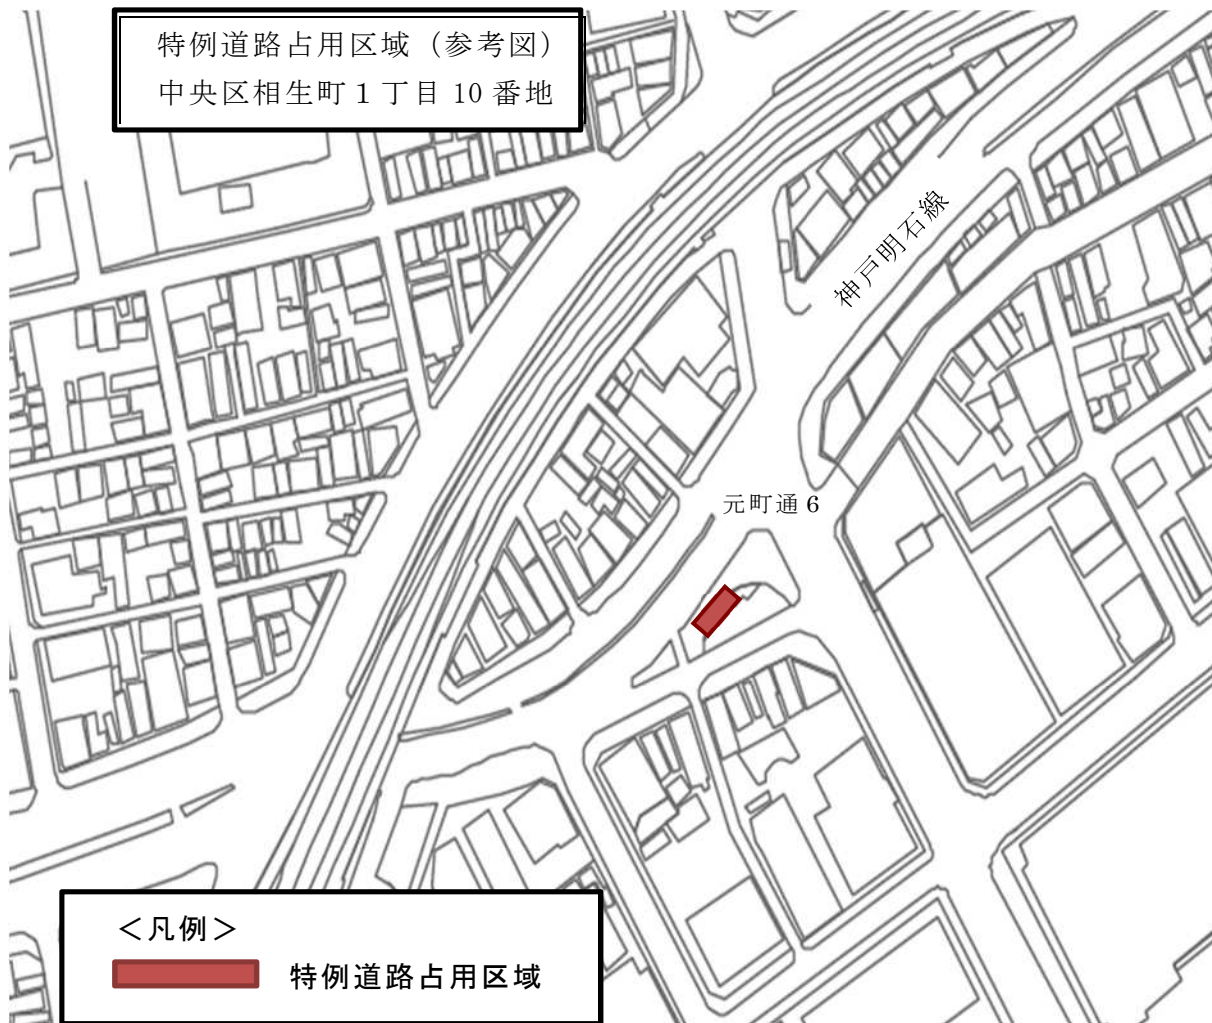 特例道路占用区域（参考図）
中央区相生町１丁目 10 番地
神戸明石線
元町通 6
＜凡例＞
特例道路占用区域